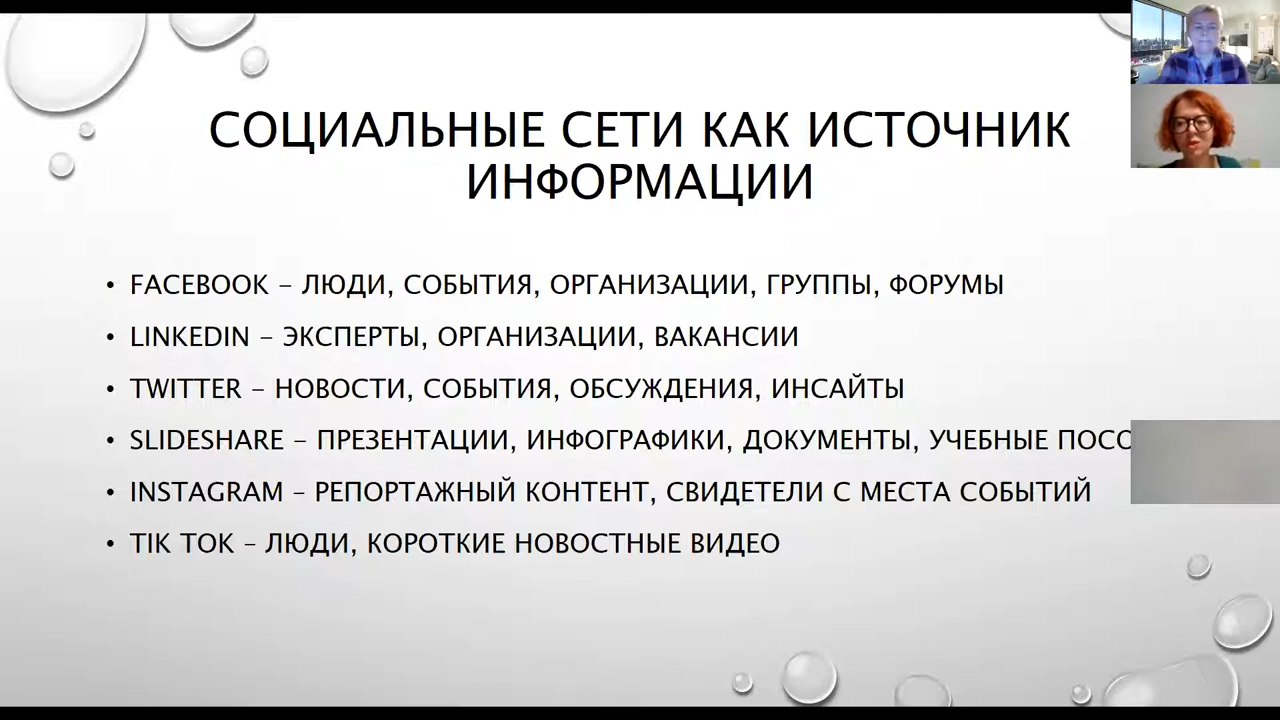 СОЦИАЛЬНЫЕ СЕТИ КАК ИСТОЧНИК
ИНФОРМАЦИИ
• FACEBOOK – ЛЮДИ, СОБЫТИЯ, ОРГАНИЗАЦИИ, ГРУППЫ, ФОРУМЫ
• LINKEDIN – ЭКСПЕРТЫ, ОРГАНИЗАЦИИ, ВАКАНСИИ
• TWITTER – НОВОСТИ, СОБЫТИЯ, ОБСУЖДЕНИЯ, ИНСАЙТЫ
• SLIDESHARE – ПРЕЗЕНТАЦИИ, ИНФОГРАФИКИ, ДОКУМЕНТЫ, УЧЕБНЫЕ
• INSTAGRAM – РЕПОРТАЖНЫЙ КОНТЕНТ, СВИДЕТЕЛИ С МЕСТА СОБЫТИЙ
• TIK TOK – ЛЮДИ, КОРОТКИЕ НОВОСТНЫЕ ВИДЕО